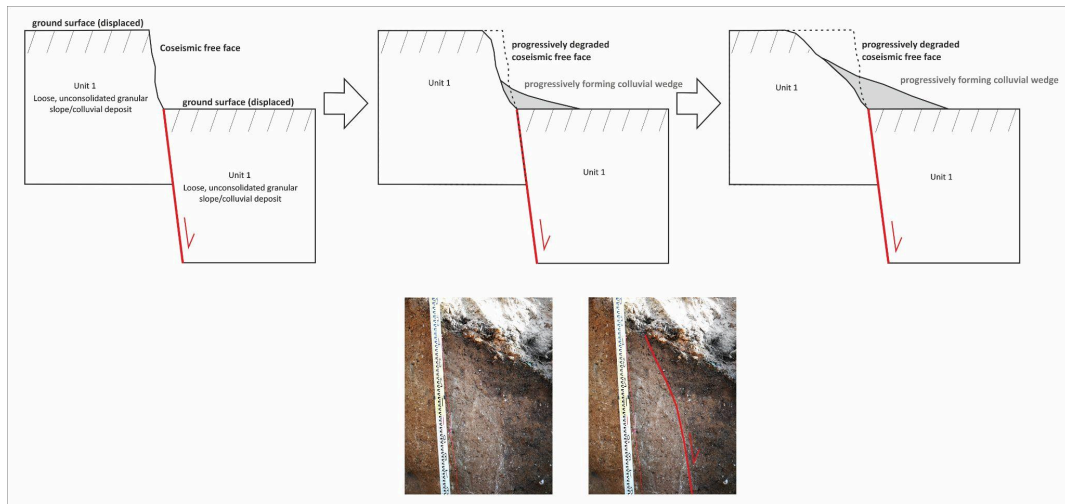 ground surface (displaced)
Coseismic free face
Unit 1
Loose, unconsolidated granular
slope/colluvial deposit
ground surface (displaced)
Unit 1
Loose, unconsolidated granular
slope/colluvial deposit
progressively degraded
coseismic free face
progressively forming colluvial wedge
Unit 1
Unit 1
progressively degraded
coseismic free face
progressively forming colluvial wedge
Unit 1
Unit 1